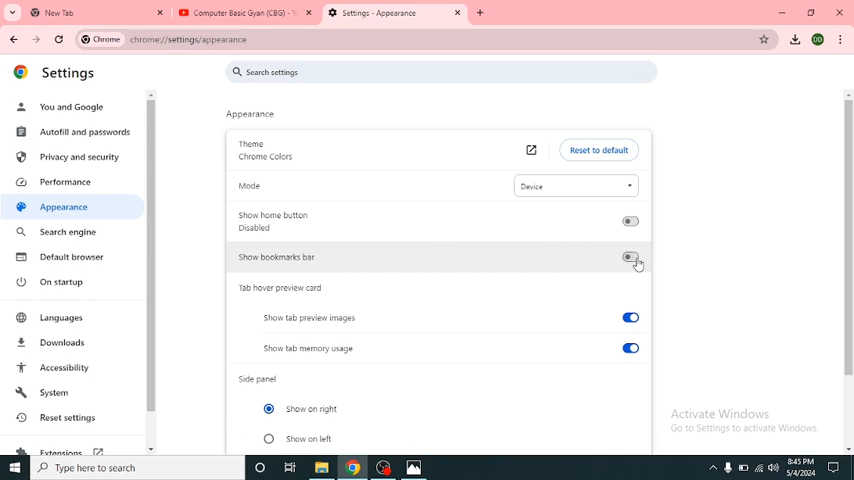 New Tab
Computer Basic Gyan (CBG) - Y
Settings - Appearance
Chrome
chrome://settings/appearance
DD
Settings
Search settings
You and Google
Autofill and passwords
Privacy and security
Performance
Appearance
Search engine
Default browser
On startup
Languages
Downloads
Accessibility
System
Reset settings
Extensions
Appearance
Theme
Chrome Colors
Reset to default
Mode
Device
Show home button
Disabled
Show bookmarks bar
Tab hover preview card
Show tab preview images
Show tab memory usage
Side panel
Show on right
Show on left
Activate Windows
Go to Settings to activate Windows.
Type here to search
8:45 PM
5/4/2024